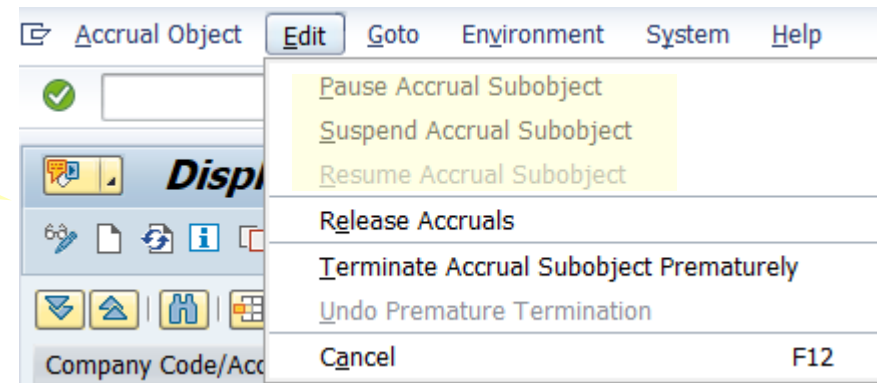 Accrual Object Edit Goto Environment System Help
Pause Accrual Subobject
Suspend Accrual Subobject
Resume Accrual Subobject
Release Accruals
Terminate Accrual Subobject Prematurely
Undo Premature Termination
Cancel F12
Company Code/Acc